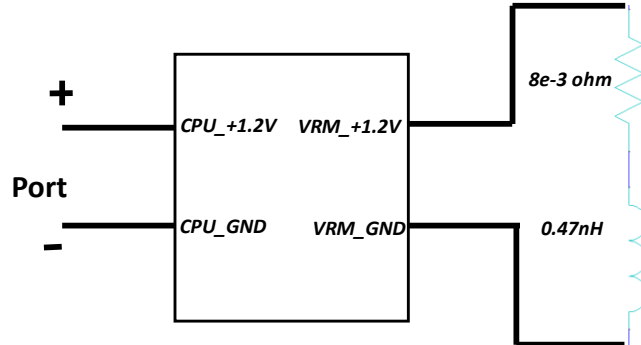 +
8e-3 ohm
CPU_+1.2V VRM_+1.2V
Port
CPU_GND VRM_GND
-
0.47nH